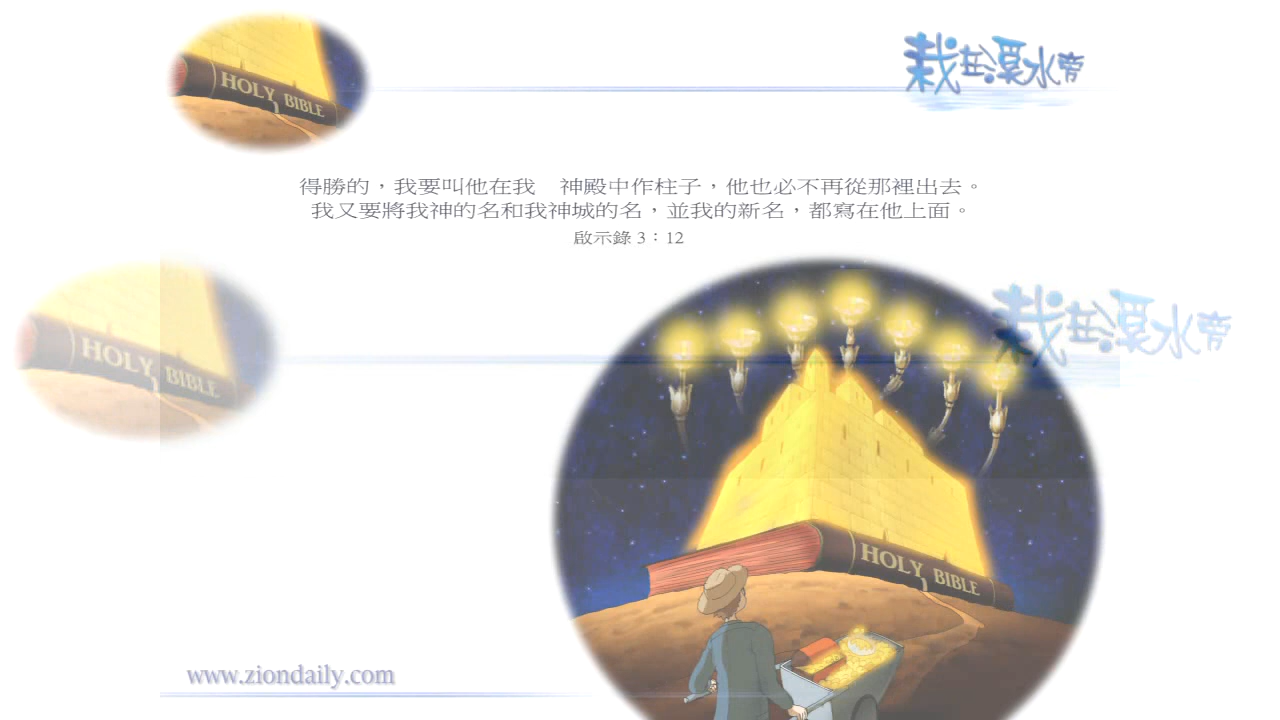 HOLY BIBLE
栽在溪水旁
得勝的，我要叫他在我　神殿中作柱子，他也必不再從那裡出去。
我又要將我神的名和我神城的名，並我的新名，都寫在他上面。
啟示錄 3：12
HOLY BIBLE
栽在溪水旁
HOLY BIBLE
www.ziondaily.com